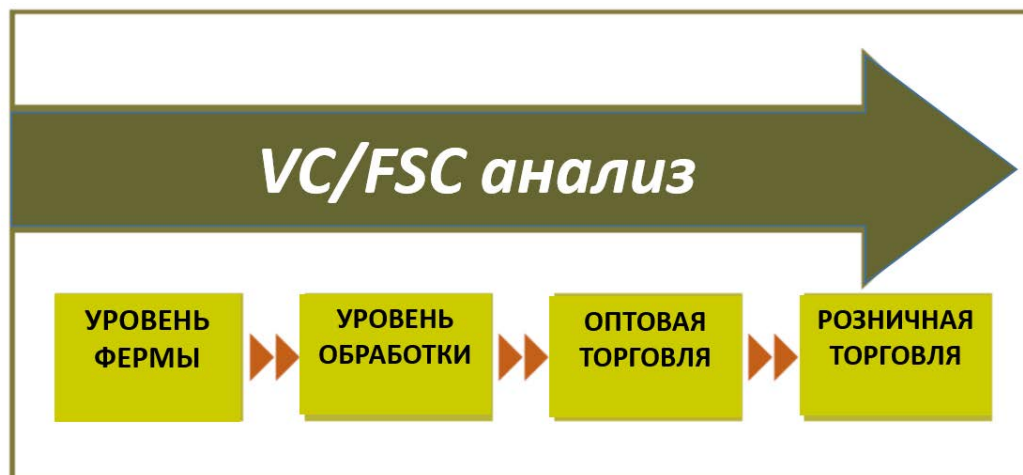 VC/FSC анализ
УРОВЕНЬ
ФЕРМЫ
УРОВЕНЬ
ОБРАБОТКИ
ОПТОВАЯ
ТОРГОВЛЯ
РОЗНИЧНАЯ
ТОРГОВЛЯ